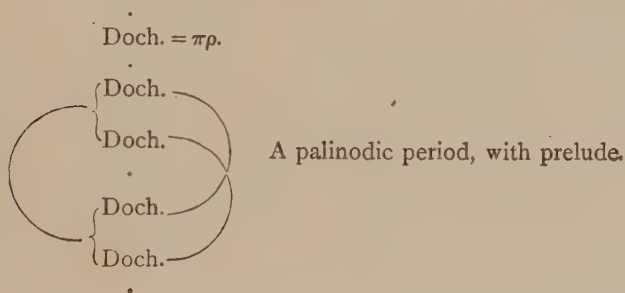 Doch. = πρ.
Doch.
Doch.
A palinodic period, with prelude.
Doch.
Doch.